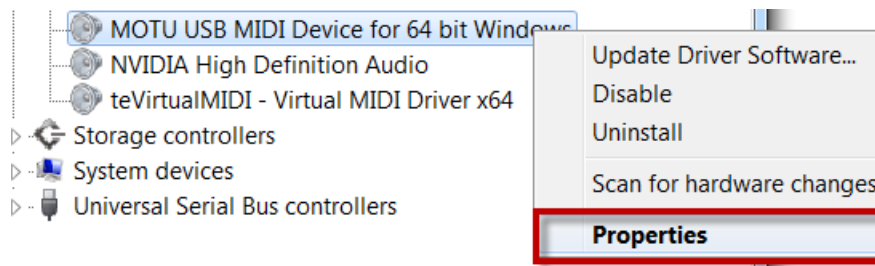 MOTU USB MIDI Device for 64 bit Windows
NVIDIA High Definition Audio
teVirtualMIDI - Virtual MIDI Driver x64
Storage controllers
System devices
Universal Serial Bus controllers
Update Driver Software...
Disable
Uninstall
Scan for hardware changes
Properties